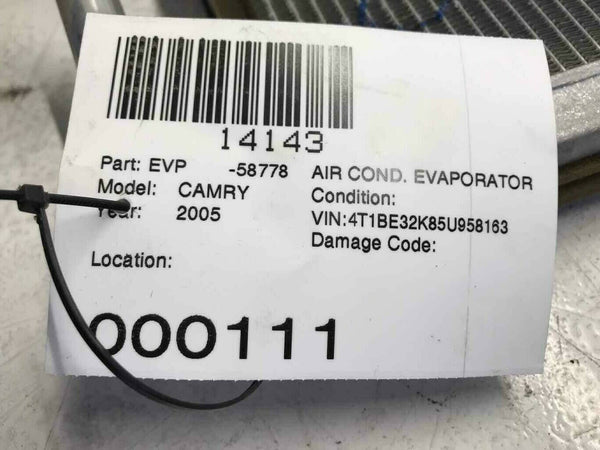 14143
Part: EVP -58778 AIR COND. EVAPORATOR
Model: CAMRY Condition:
Year: 2005 VIN:4T1BE32K85U958163
Damage Code:
Location:
000111